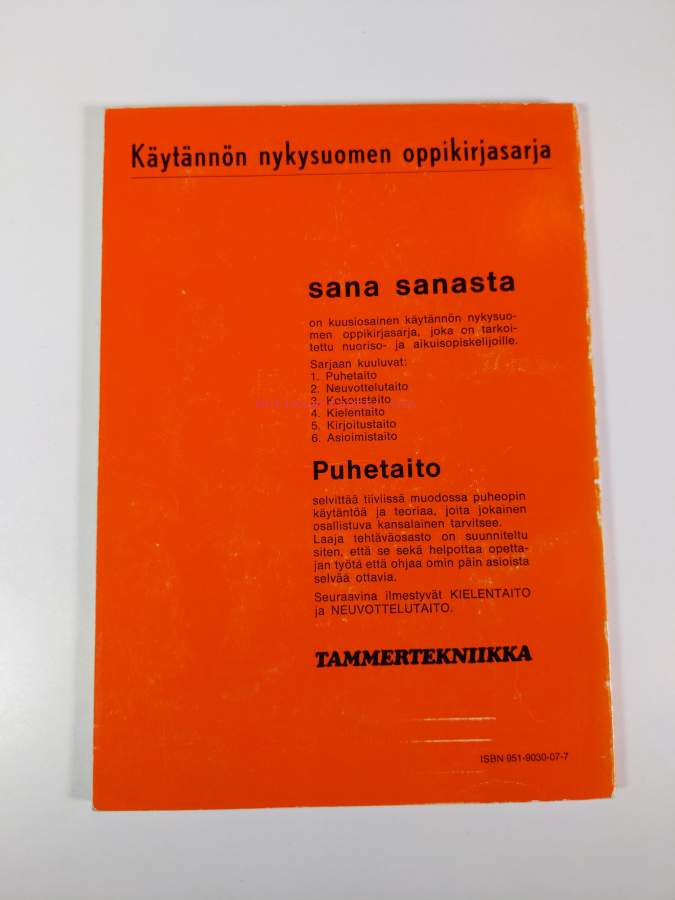 Käytännön nykysuomen oppikirjasarja
sana sanasta
on kuusiosainen käytännön nykysuo-
men oppikirjasarja, joka on tarkoi-
tettu nuoriso- ja aikuisopiskelijoille.
Sarjaan kuuluvat:
1. Puhetaito
2. Neuvottelutaito
3. Kokoustaito
4. Kielentaito
5. Kirjoitustaito
6. Asioimistaito
Puhetaito
selvittää tiiviissä muodossa puheopin
käytäntöä ja teoriaa, joita jokainen
osallistuva kansalainen tarvitsee.
Laaja tehtäväosasto on suunniteltu
siten, että se sekä helpottaa opetta-
jan työtä että ohjaa omin päin asioista
selvää ottavia.
Seuraavina ilmestyvät KIELENTAITO
ja NEUVOTTELUTAITO.
TAMMERTEKNIIKKA
ISBN 951-9030-07-7